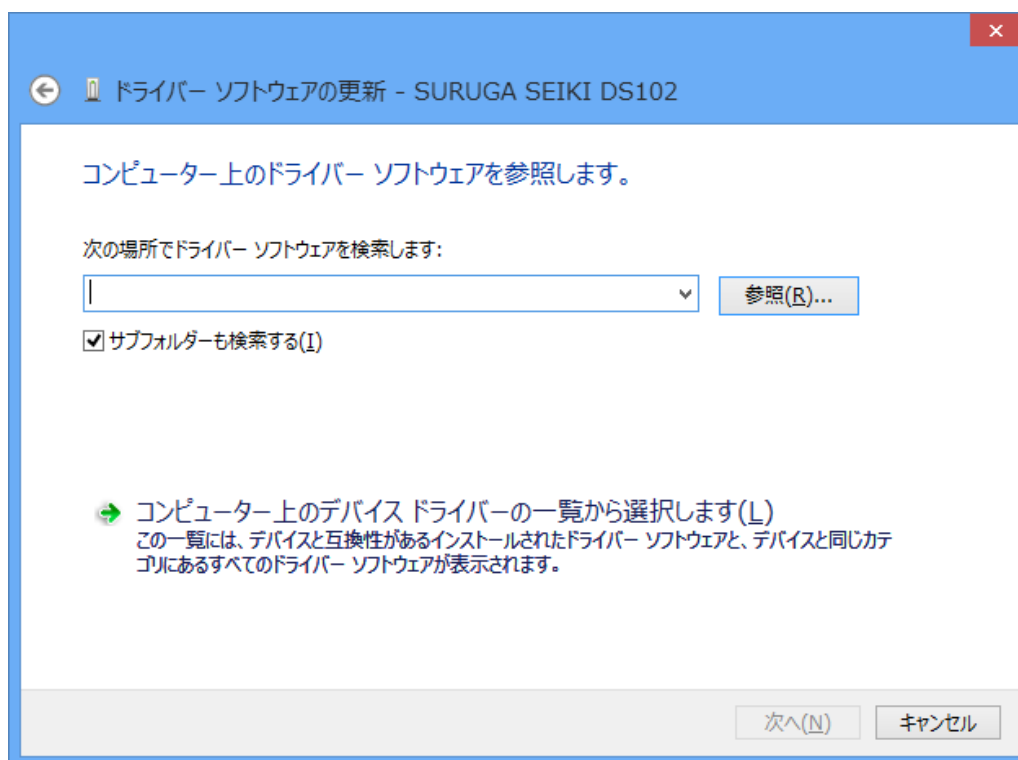 ドライバー ソフトウェアの更新 - SURUGA SEIKI DS102
コンピューター上のドライバー ソフトウェアを参照します。
次の場所でドライバー ソフトウェアを検索します:
参照(R)...
サブフォルダーも検索する(I)
コンピューター上のデバイス ドライバーの一覧から選択します(L)
この一覧には、デバイスと互換性があるインストールされたドライバー ソフトウェアと、デバイスと同じカテ
ゴリにあるすべてのドライバー ソフトウェアが表示されます。
次へ(N)
キャンセル